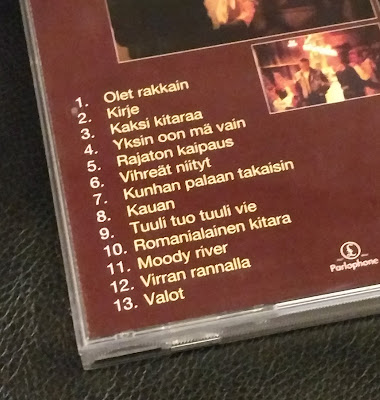 1. Olet rakkain
2. Kirje
3. Kaksi kitaraa
4. Yksin oon mä vain
5. Rajaton kaipaus
6. Vihreät niityt
7. Kunhan palaan takaisin
8. Kauan
9. Tuuli tuo tuuli vie
10. Romanialainen kitara
11. Moody river
12. Virran rannalla
13. Valot
Parlophone